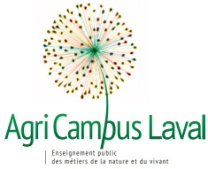 Agri Campus Laval
Enseignement public
des métiers de la nature et du vivant